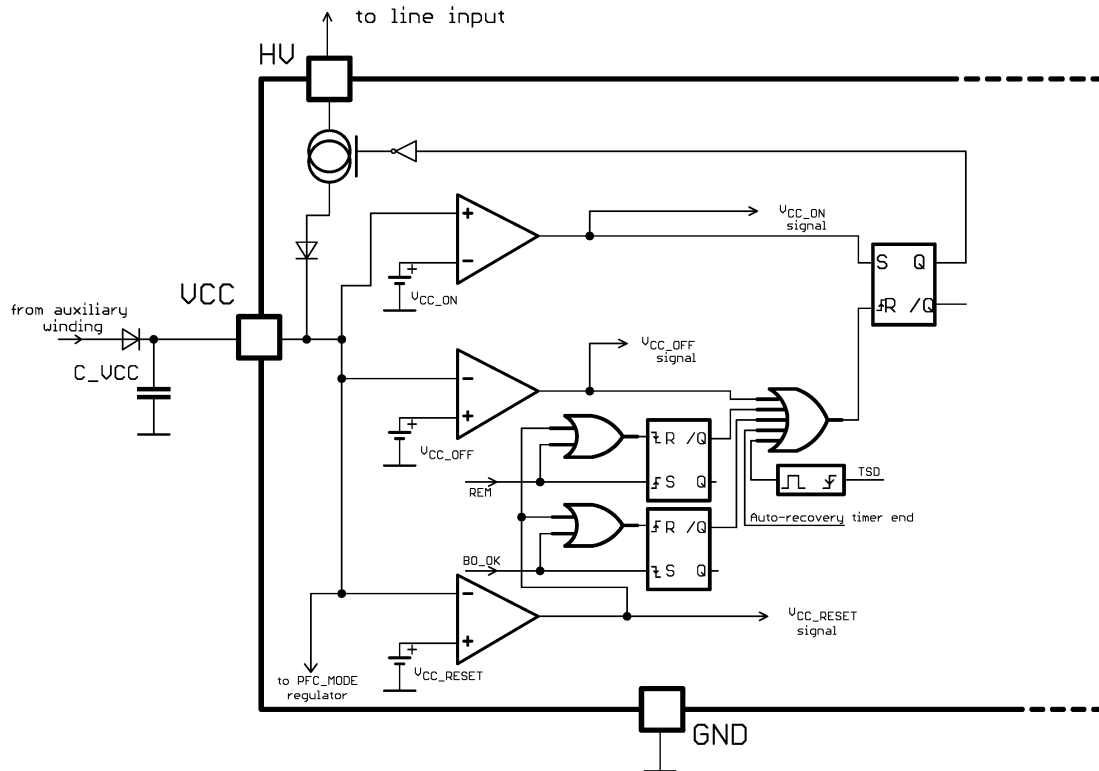 to line input
HV
VCC_ON
signal
S Q
R /Q
+
-
+
VCC_ON
VCC
from auxiliary
winding
C_VCC
VCC_OFF
signal
-
+
+
VCC_OFF
R /Q
S Q
REM
TSD
Auto-recovery timer end
R /Q
S Q
BO_OK
-
+
+
VCC_RESET
VCC_RESET
signal
to PFC_MODE
regulator
GND